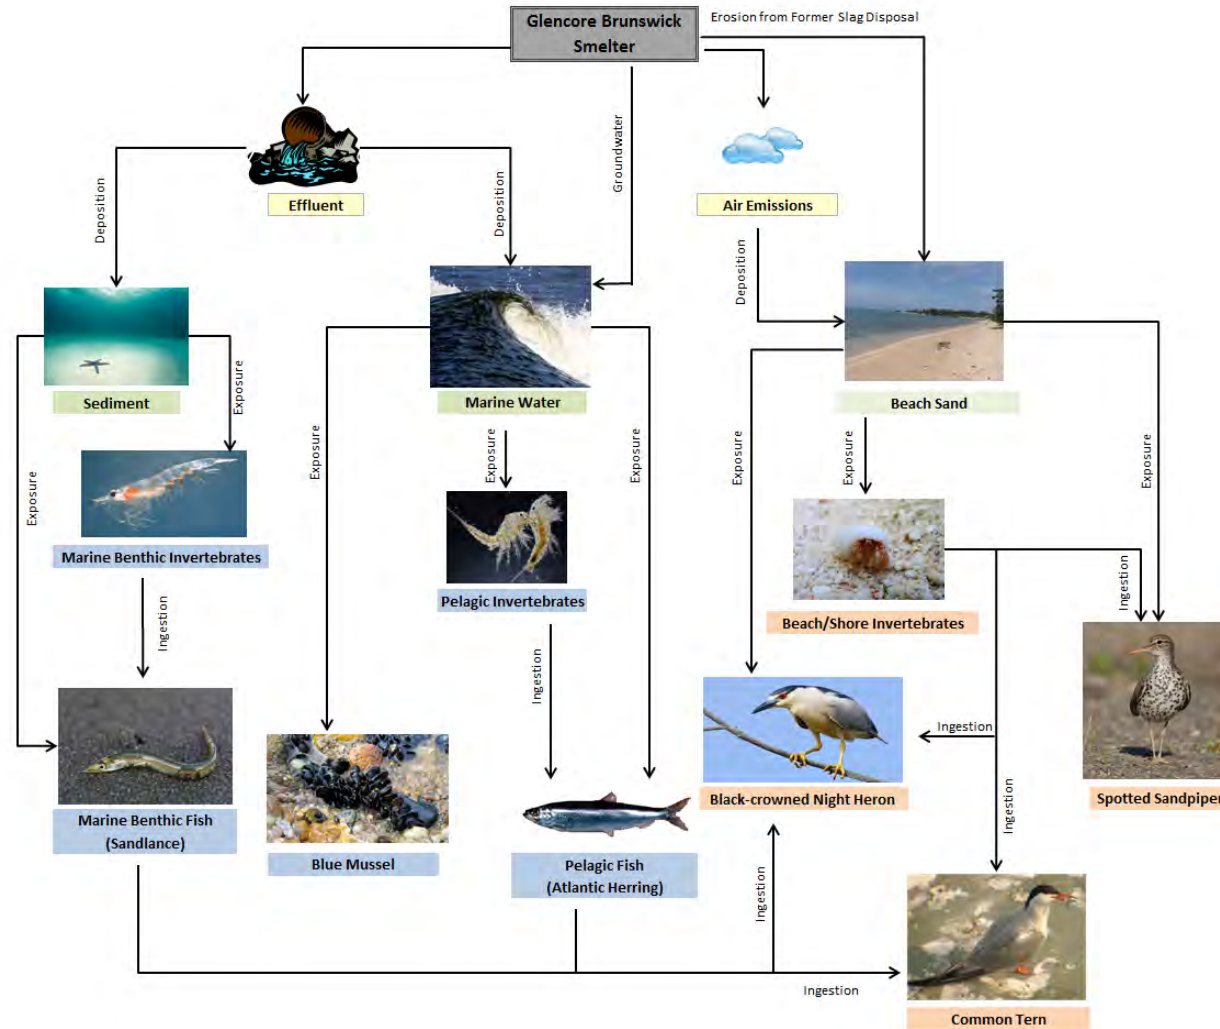 Glencore Brunswick
Smelter
Erosion from Former Slag Disposal
Groundwater
Effluent
Air Emissions
Deposition
Deposition
Deposition
Sediment
Marine Water
Beach Sand
Exposure
Exposure
Exposure
Exposure
Exposure
Exposure
Exposure
Exposure
Marine Benthic Invertebrates
Pelagic Invertebrates
Beach/Shore Invertebrates
Ingestion
Ingestion
Ingestion
Ingestion
Ingestion
Marine Benthic Fish
(Sandlance)
Blue Mussel
Pelagic Fish
(Atlantic Herring)
Black-crowned Night Heron
Spotted Sandpiper
Ingestion
Ingestion
Common Tern